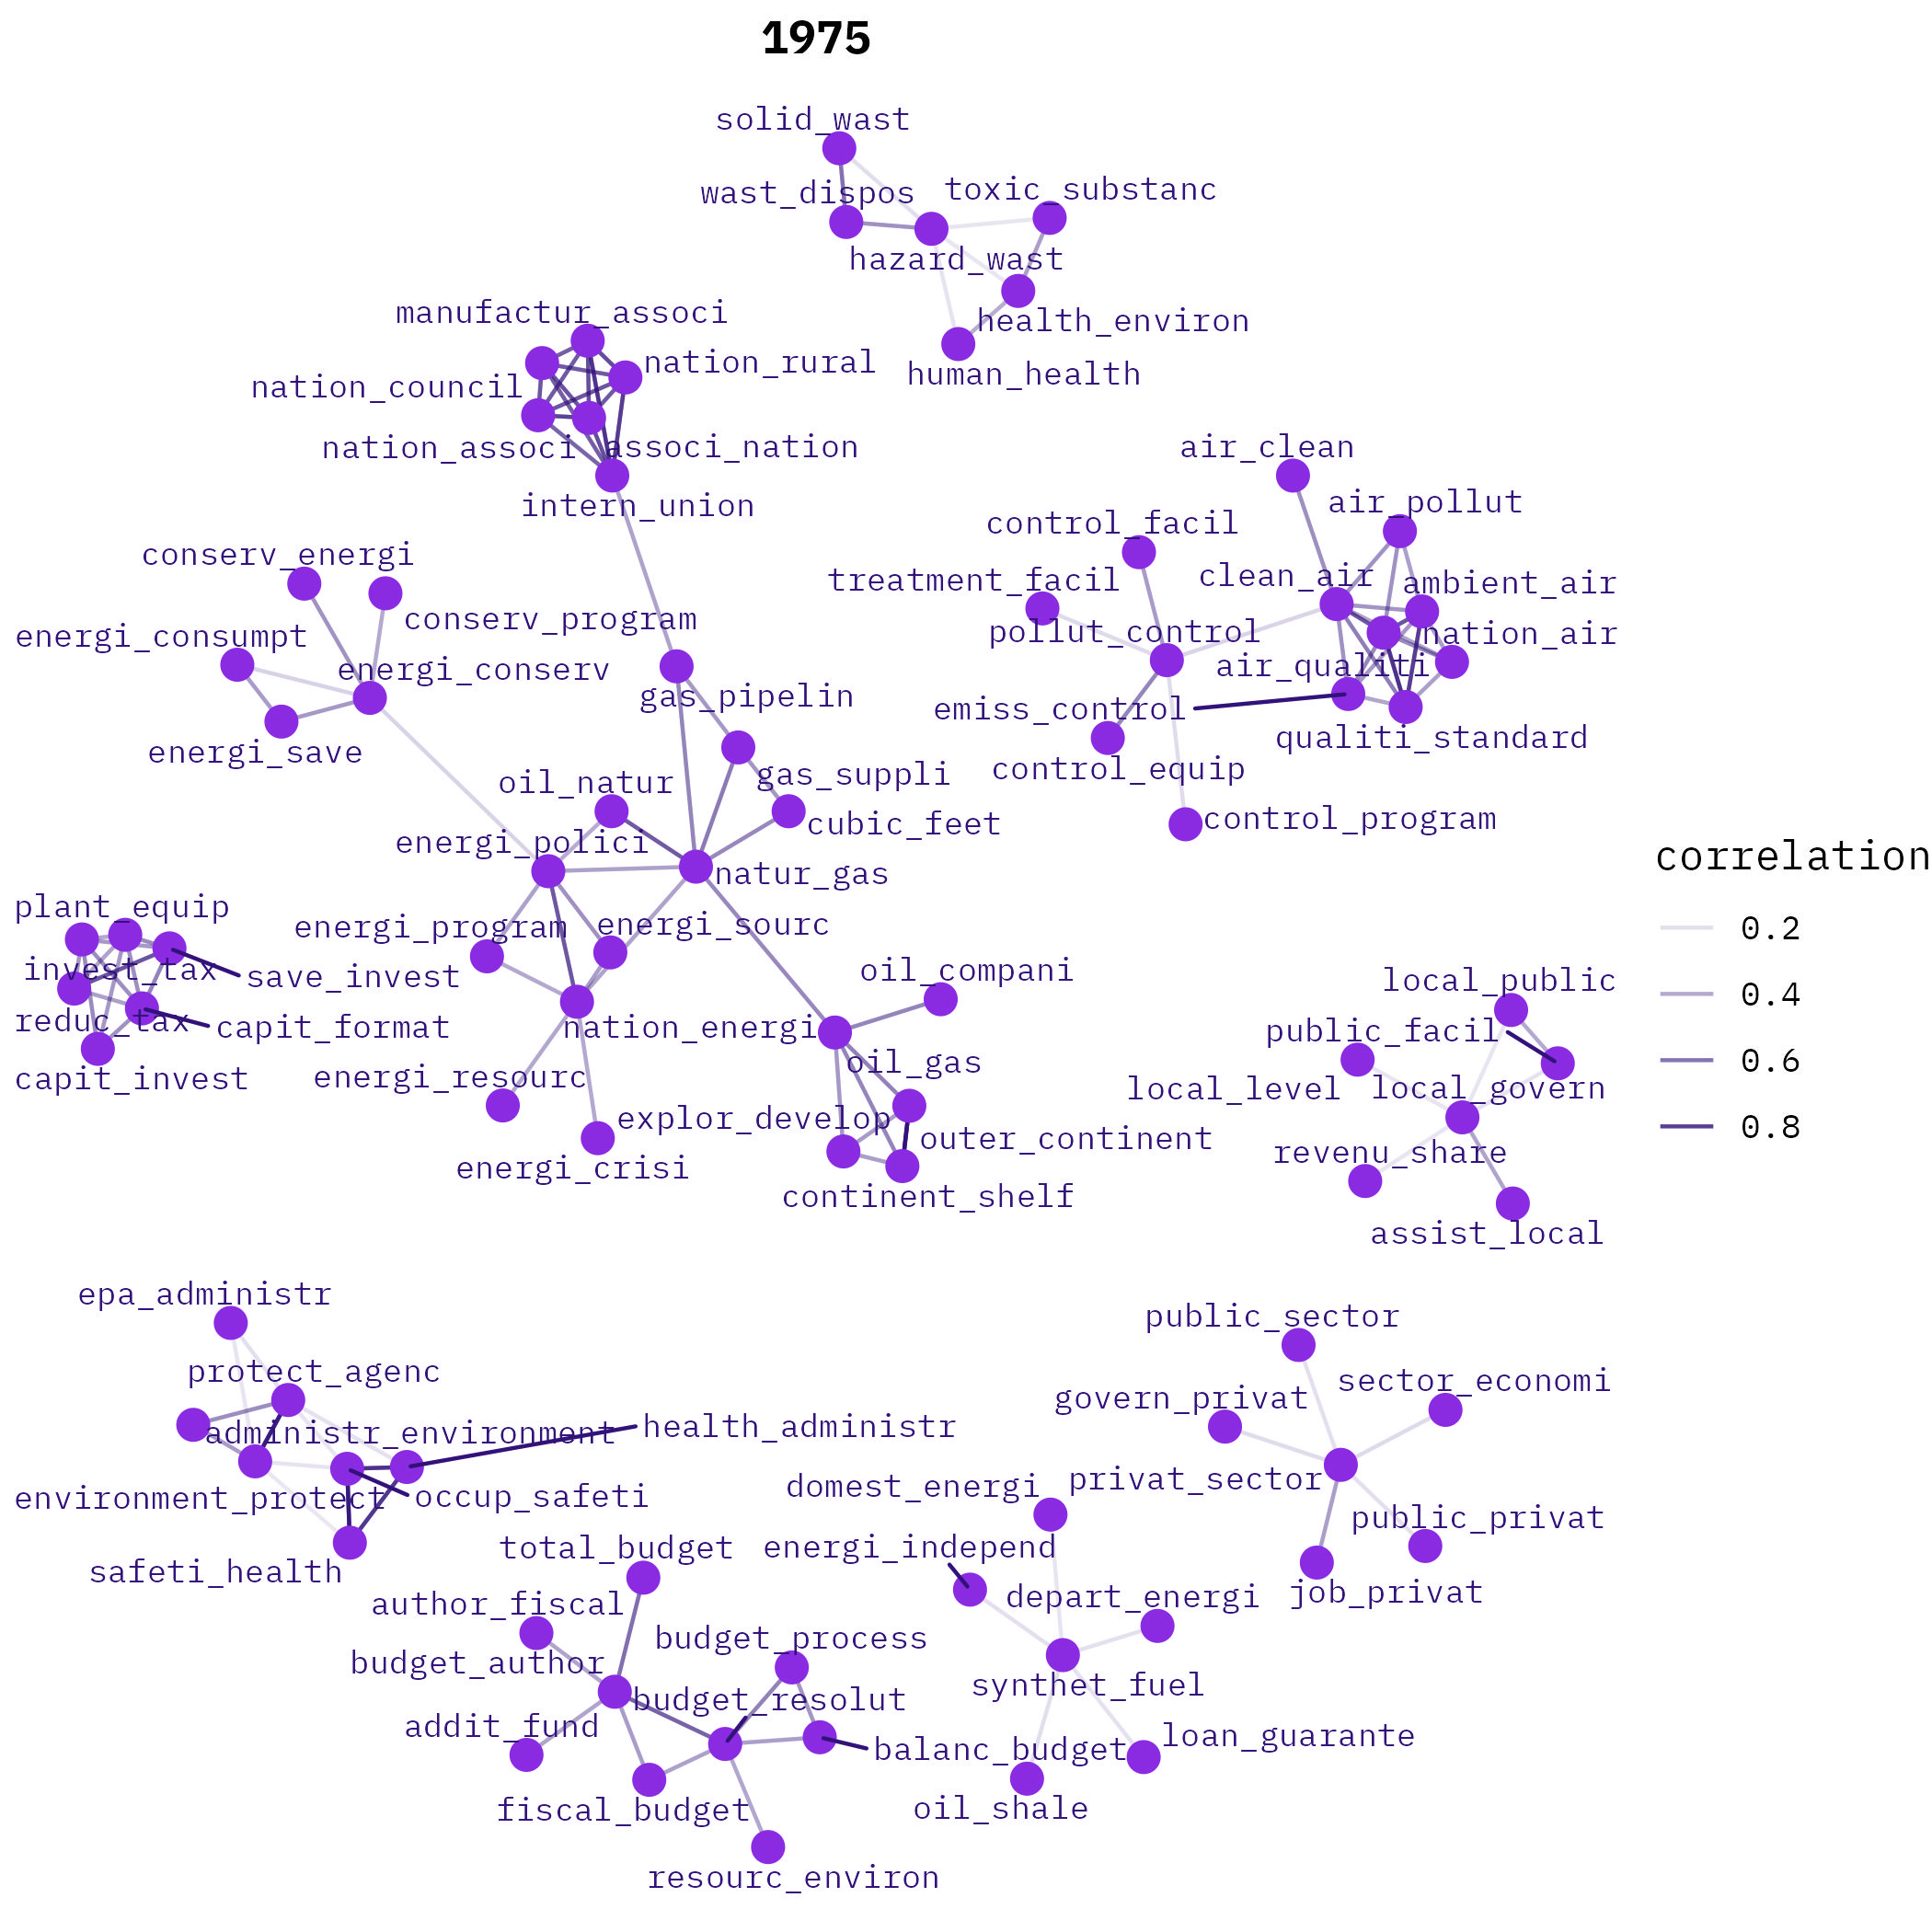 1975
solid_wast
wast_dispos
toxic_substanc
hazard_wast
health_environ
human_health
manufactur_associ
nation_rural
nation_council
nation_associ
associ_nation
intern_union
air_clean
air_pollut
control_facil
conserv_energi
treatment_facil
clean_air
ambient_air
conserv_program
pollut_control
nation_air
energi_consumpt
energi_conserv
air_qualiti
gas_pipelin
emiss_control
qualiti_standard
energi_save
control_equip
oil_natur
gas_suppli
cubic_feet
control_program
energi_polici
natur_gas
correlation
0.2
0.4
0.6
0.8
plant_equip
energi_program
energi_sourc
invest_tax
save_invest
oil_compani
local_public
reduc_tax
capit_format
nation_energi
public_facil
capit_invest
energi_resourc
oil_gas
local_level
local_govern
explor_develop
outer_continent
revenu_share
energi_crisi
continent_shelf
assist_local
epa_administr
public_sector
protect_agenc
sector_economi
govern_privat
administr_environment
health_administr
privat_sector
domest_energi
environment_protect
occup_safeti
public_privat
safeti_health
total_budget
energi_independ
job_privat
author_fiscal
depart_energi
budget_process
budget_author
synthet_fuel
budget_resolut
addit_fund
balanc_budget
loan_guarante
fiscal_budget
oil_shale
resourc_environ